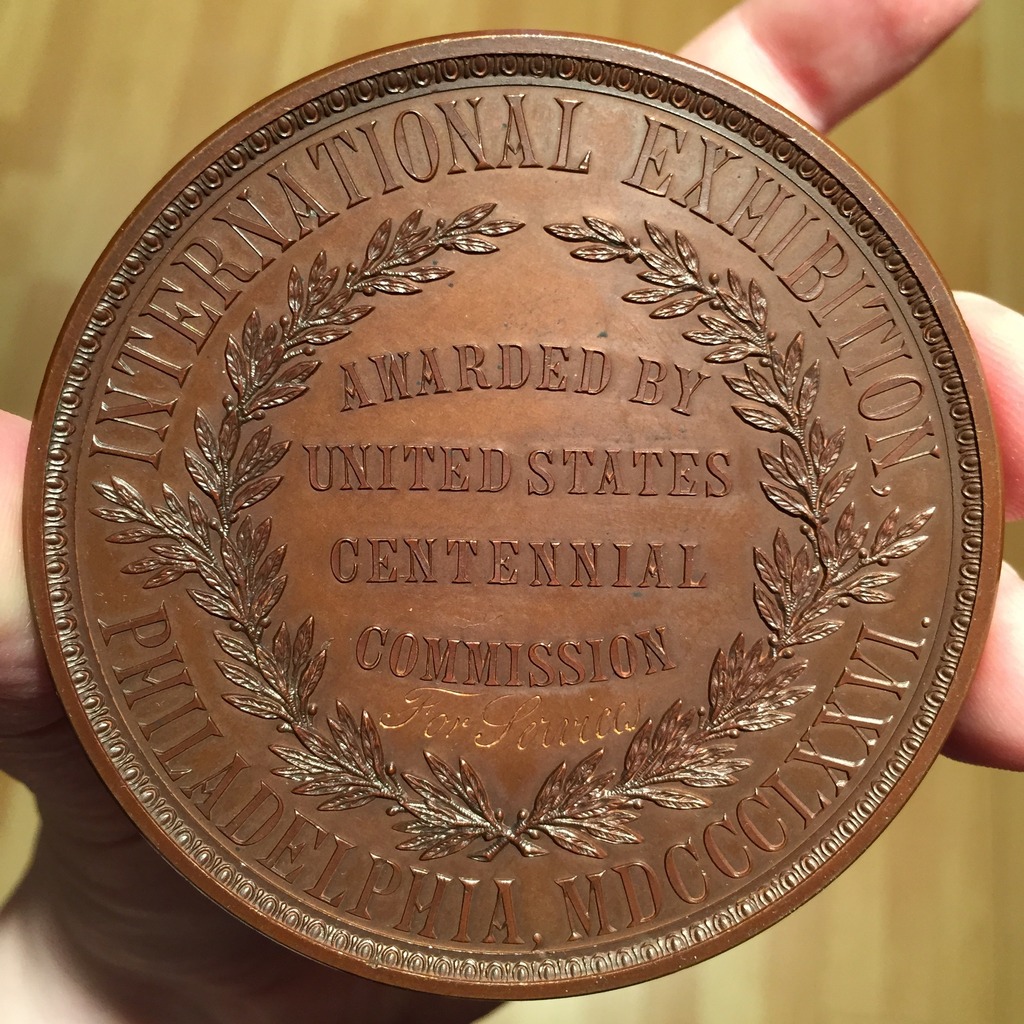 INTERNATIONAL EXHIBITION,
PHILADELPHIA, MDCCCLXXVI.
AWARDED BY
UNITED STATES
CENTENNIAL
COMMISSION
For Services